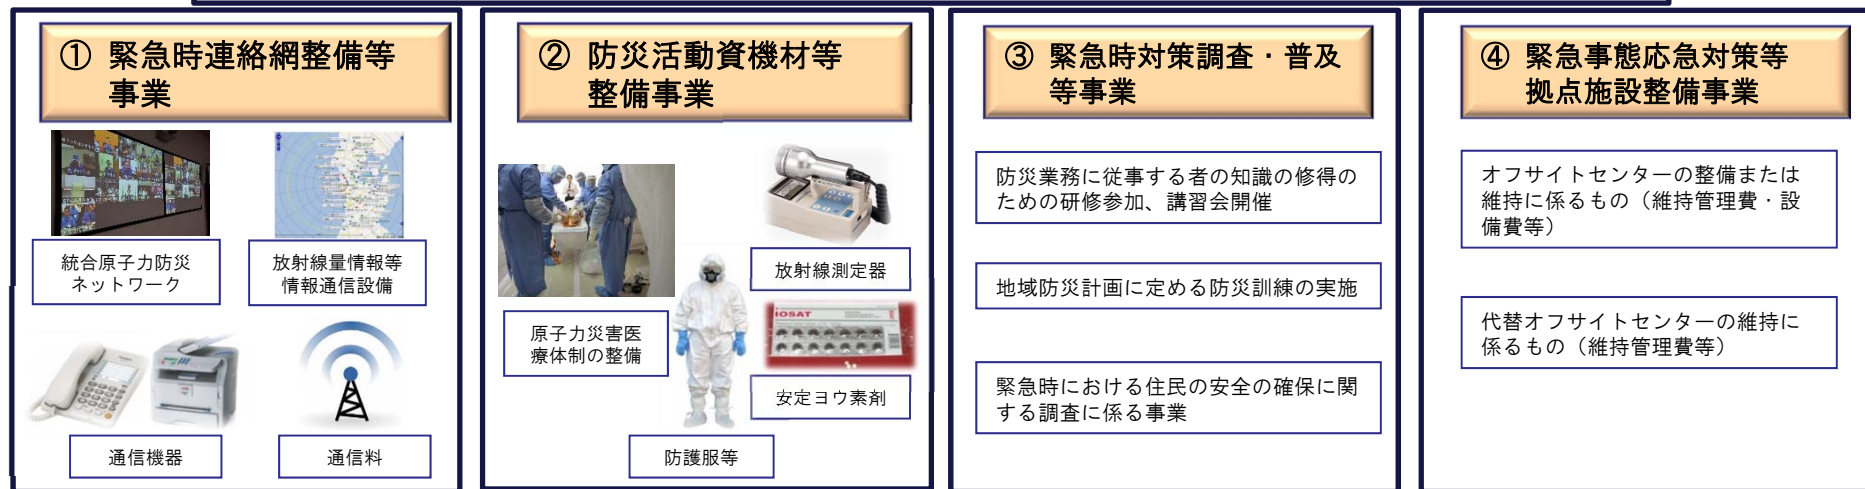 ① 緊急時連絡網整備等
事業
統合原子力防災
ネットワーク
放射線量情報等
情報通信設備
通信機器
通信料
② 防災活動資機材等
整備事業
放射線測定器
原子力災害医
療体制の整備
IOSAT
安定ヨウ素剤
防護服等
③ 緊急時対策調査・普及
等事業
防災業務に従事する者の知識の修得の
ための研修参加、講習会開催
地域防災計画に定める防災訓練の実施
緊急時における住民の安全の確保に関
する調査に係る事業
④ 緊急事態応急対策等
拠点施設整備事業
オフサイトセンターの整備または
維持に係るもの（維持管理費・設
備費等）
代替オフサイトセンターの維持に
係るもの（維持管理費等）